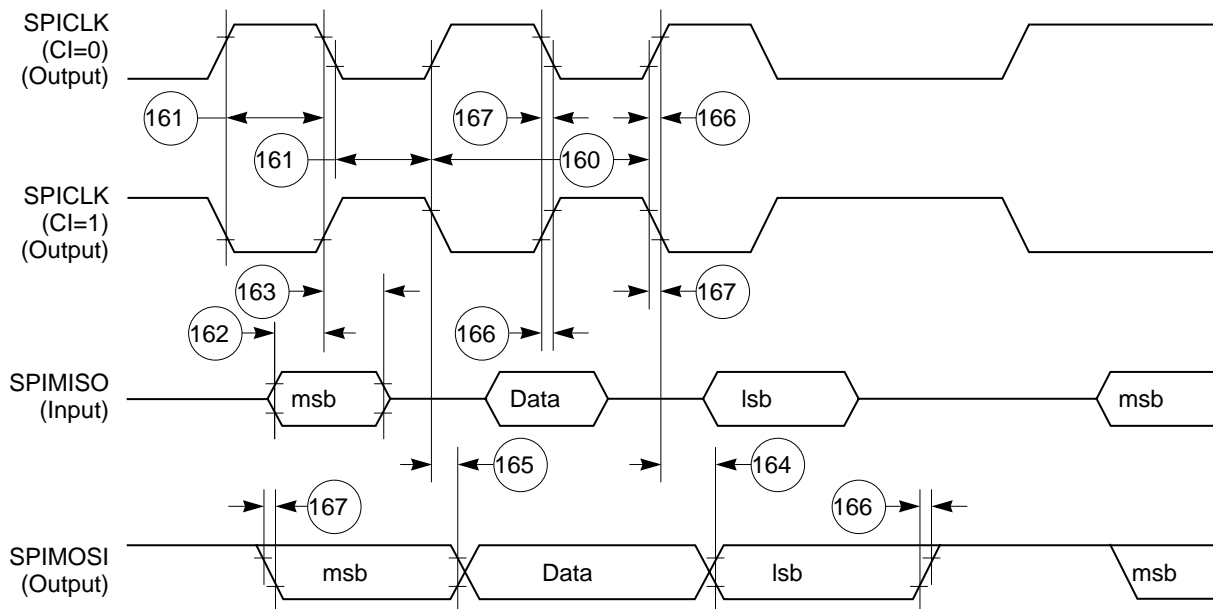 SPICLK
(CI=0)
(Output)
161
167
166
161
160
SPICLK
(CI=1)
(Output)
163
167
162
166
SPIMISO
(Input)
msb
Data
lsb
msb
165
164
167
166
SPIMOSI
(Output)
msb
Data
lsb
msb